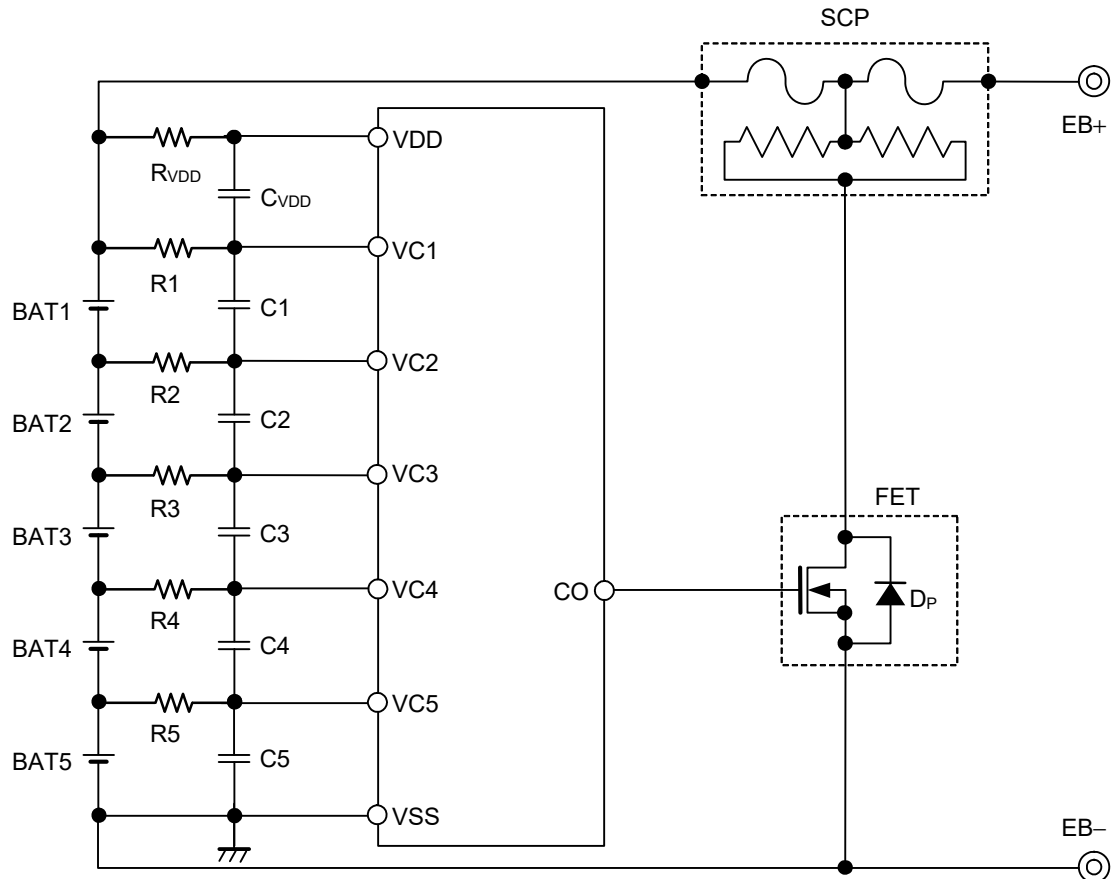 SCP
EB+
VDD
RVDD
CVDD
VC1
R1
BAT1
C1
VC2
R2
BAT2
C2
VC3
R3
FET
BAT3
C3
VC4
CO
DP
R4
BAT4
C4
VC5
R5
BAT5
C5
VSS
EB−